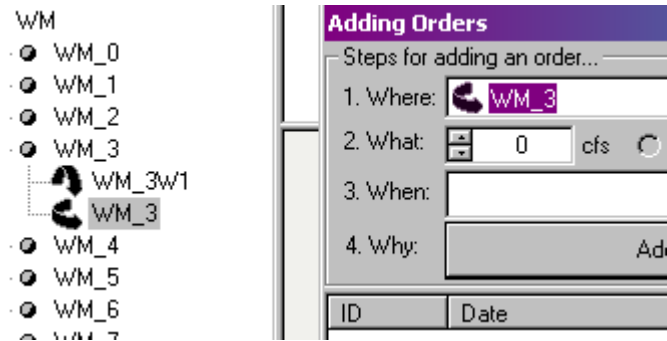 WM
WM_0
WM_1
WM_2
WM_3
WM_3W1
WM_3
WM_4
WM_5
WM_6
Adding Orders
Steps for adding an order...
1. Where: WM_3
2. What: 0 cfs
3. When:
4. Why:
ID Date